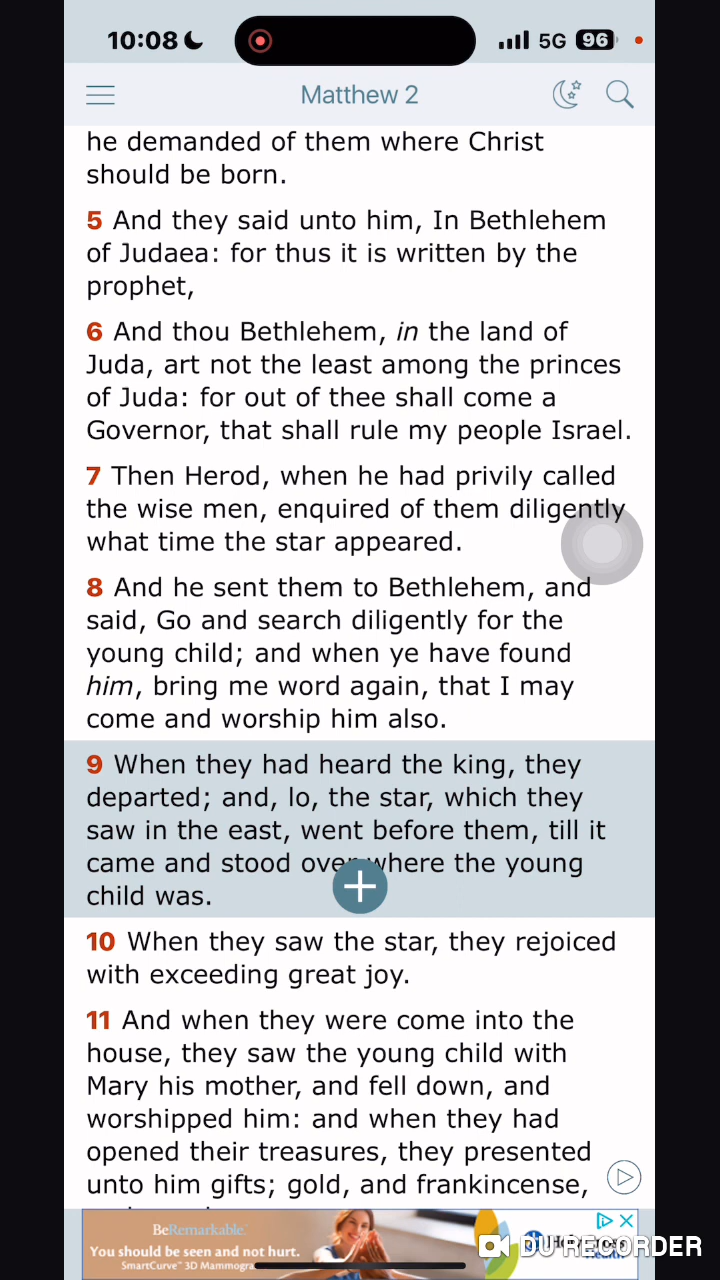 10:08
5G 96
Matthew 2
he demanded of them where Christ
should be born.
5 And they said unto him, In Bethlehem
of Judaea: for thus it is written by the
prophet,
6 And thou Bethlehem, in the land of
Juda, art not the least among the princes
of Juda: for out of thee shall come a
Governor, that shall rule my people Israel.
7 Then Herod, when he had privily called
the wise men, enquired of them diligently
what time the star appeared.
8 And he sent them to Bethlehem, and
said, Go and search diligently for the
young child; and when ye have found
him, bring me word again, that I may
come and worship him also.
9 When they had heard the king, they
departed; and, lo, the star, which they
saw in the east, went before them, till it
came and stood over where the young
child was.
10 When they saw the star, they rejoiced
with exceeding great joy.
11 And when they were come into the
house, they saw the young child with
Mary his mother, and fell down, and
worshipped him: and when they had
opened their treasures, they presented
unto him gifts; gold, and frankincense,
BeRemarkable.
You should be seen and not hurt.
SmartCurve™ 3D Mammogra
DU RECORDER